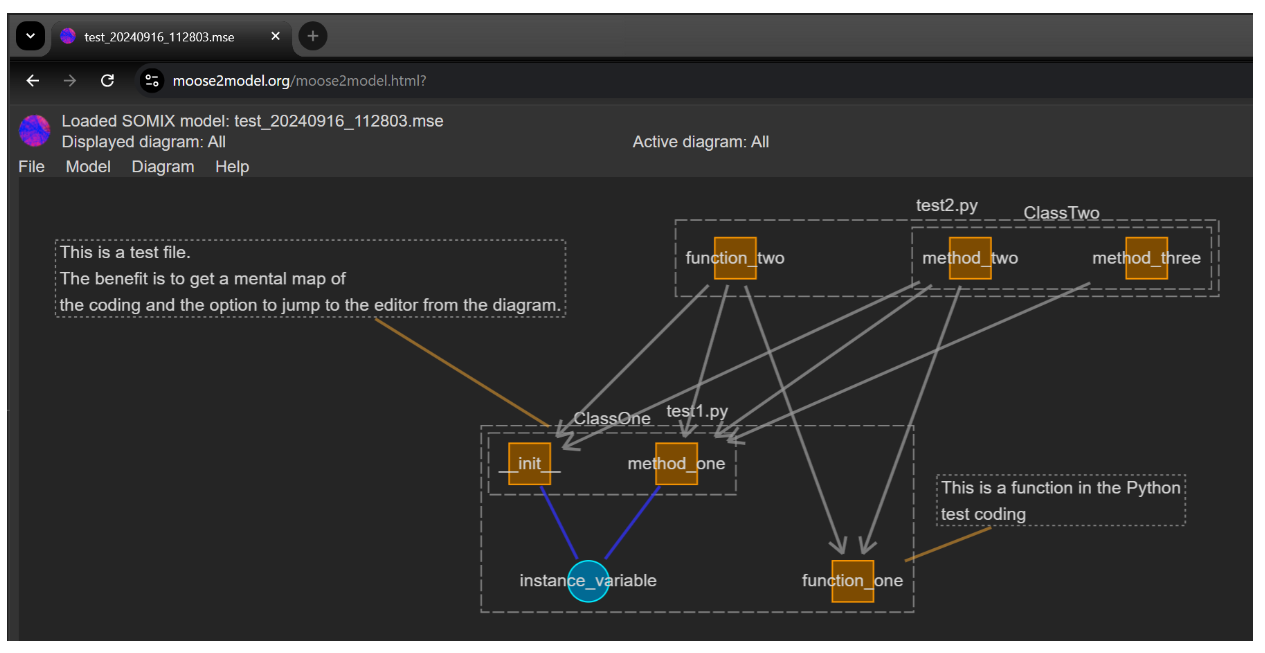 test_20240916_112803.mse
moose2model.org/moose2model.html?
Loaded SOMIX model: test_20240916_112803.mse
Displayed diagram: All
Active diagram: All
File Model Diagram Help
test2.py
ClassTwo
function_two
method_two
method_three
This is a test file.
The benefit is to get a mental map of
the coding and the option to jump to the editor from the diagram.
ClassOne
test1.py
__init__
method_one
This is a function in the Python
test coding
instance_variable
function_one